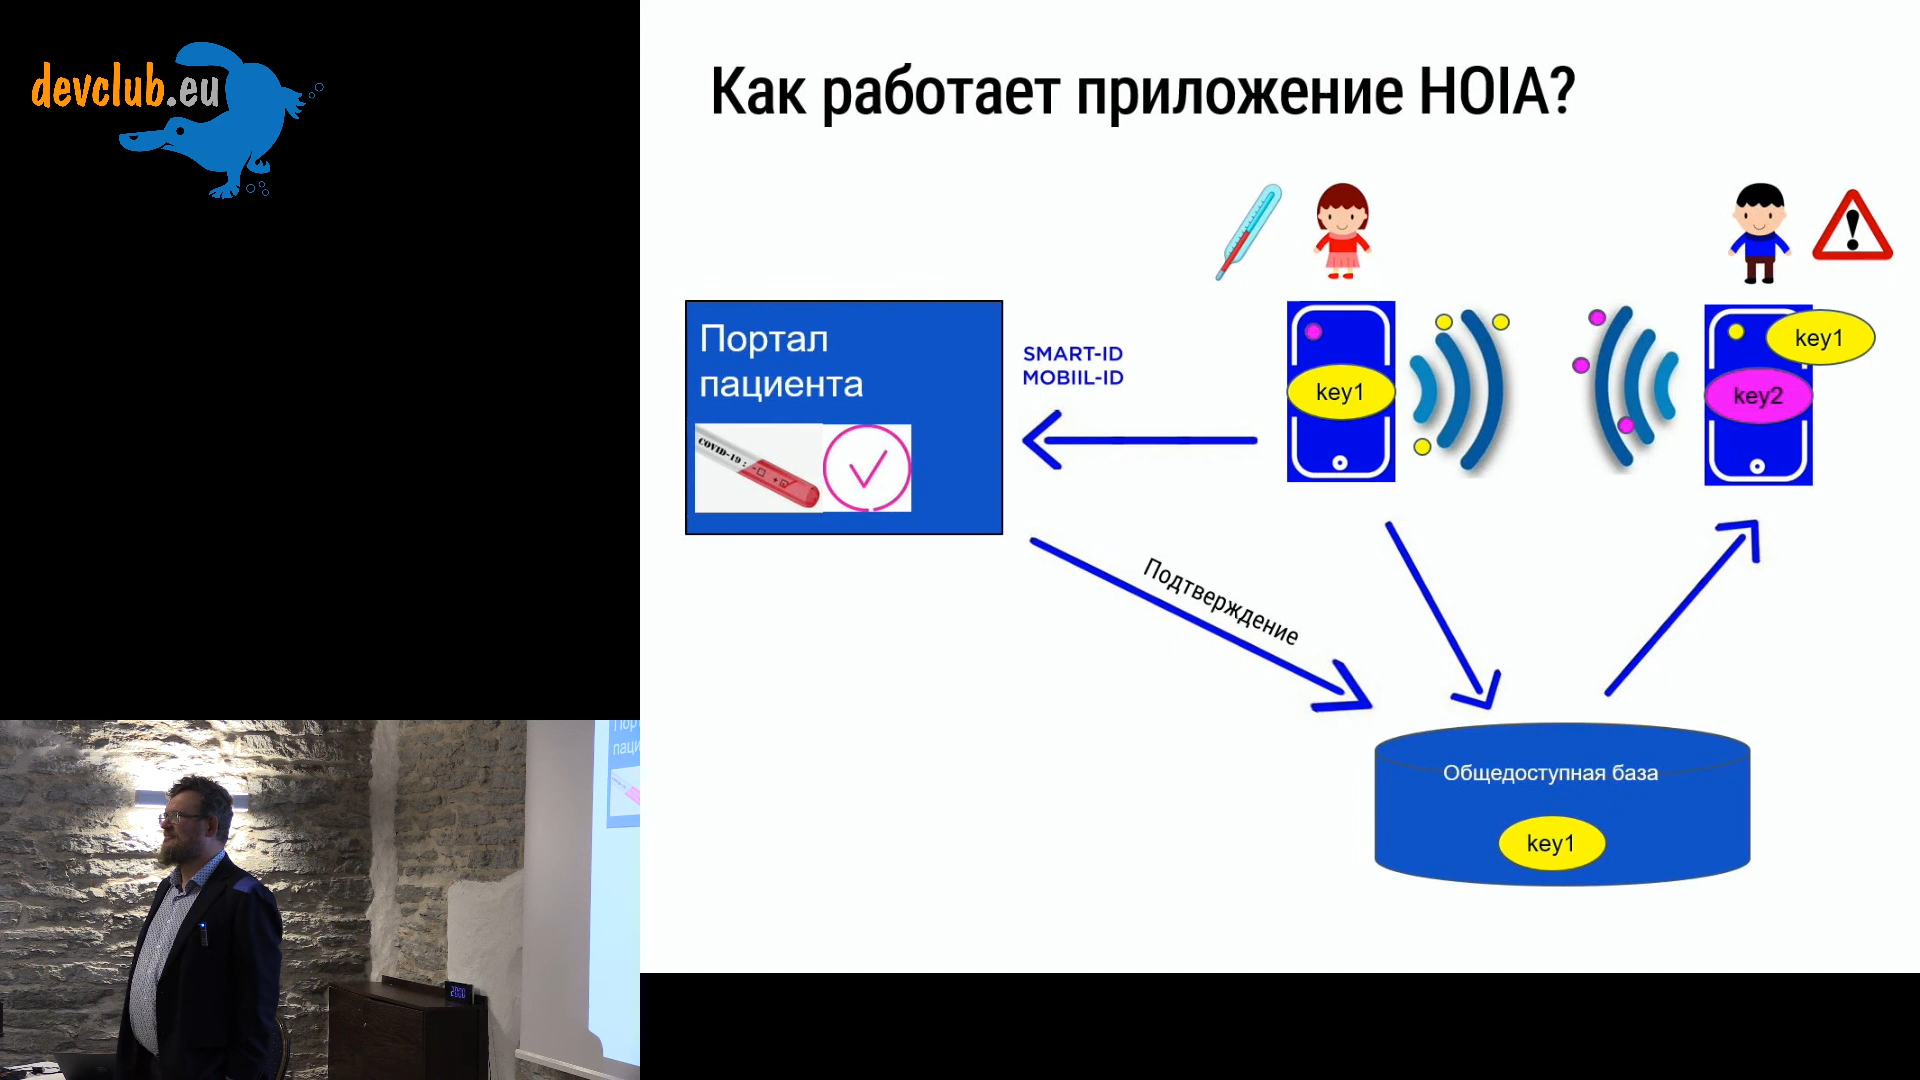 devclub.eu
Как работает приложение HOIA?
Портал
пациента
COVID-19:
SMART-ID
MOBIIL-ID
key1
key1
key2
Подтверждение
Общедоступная база
key1